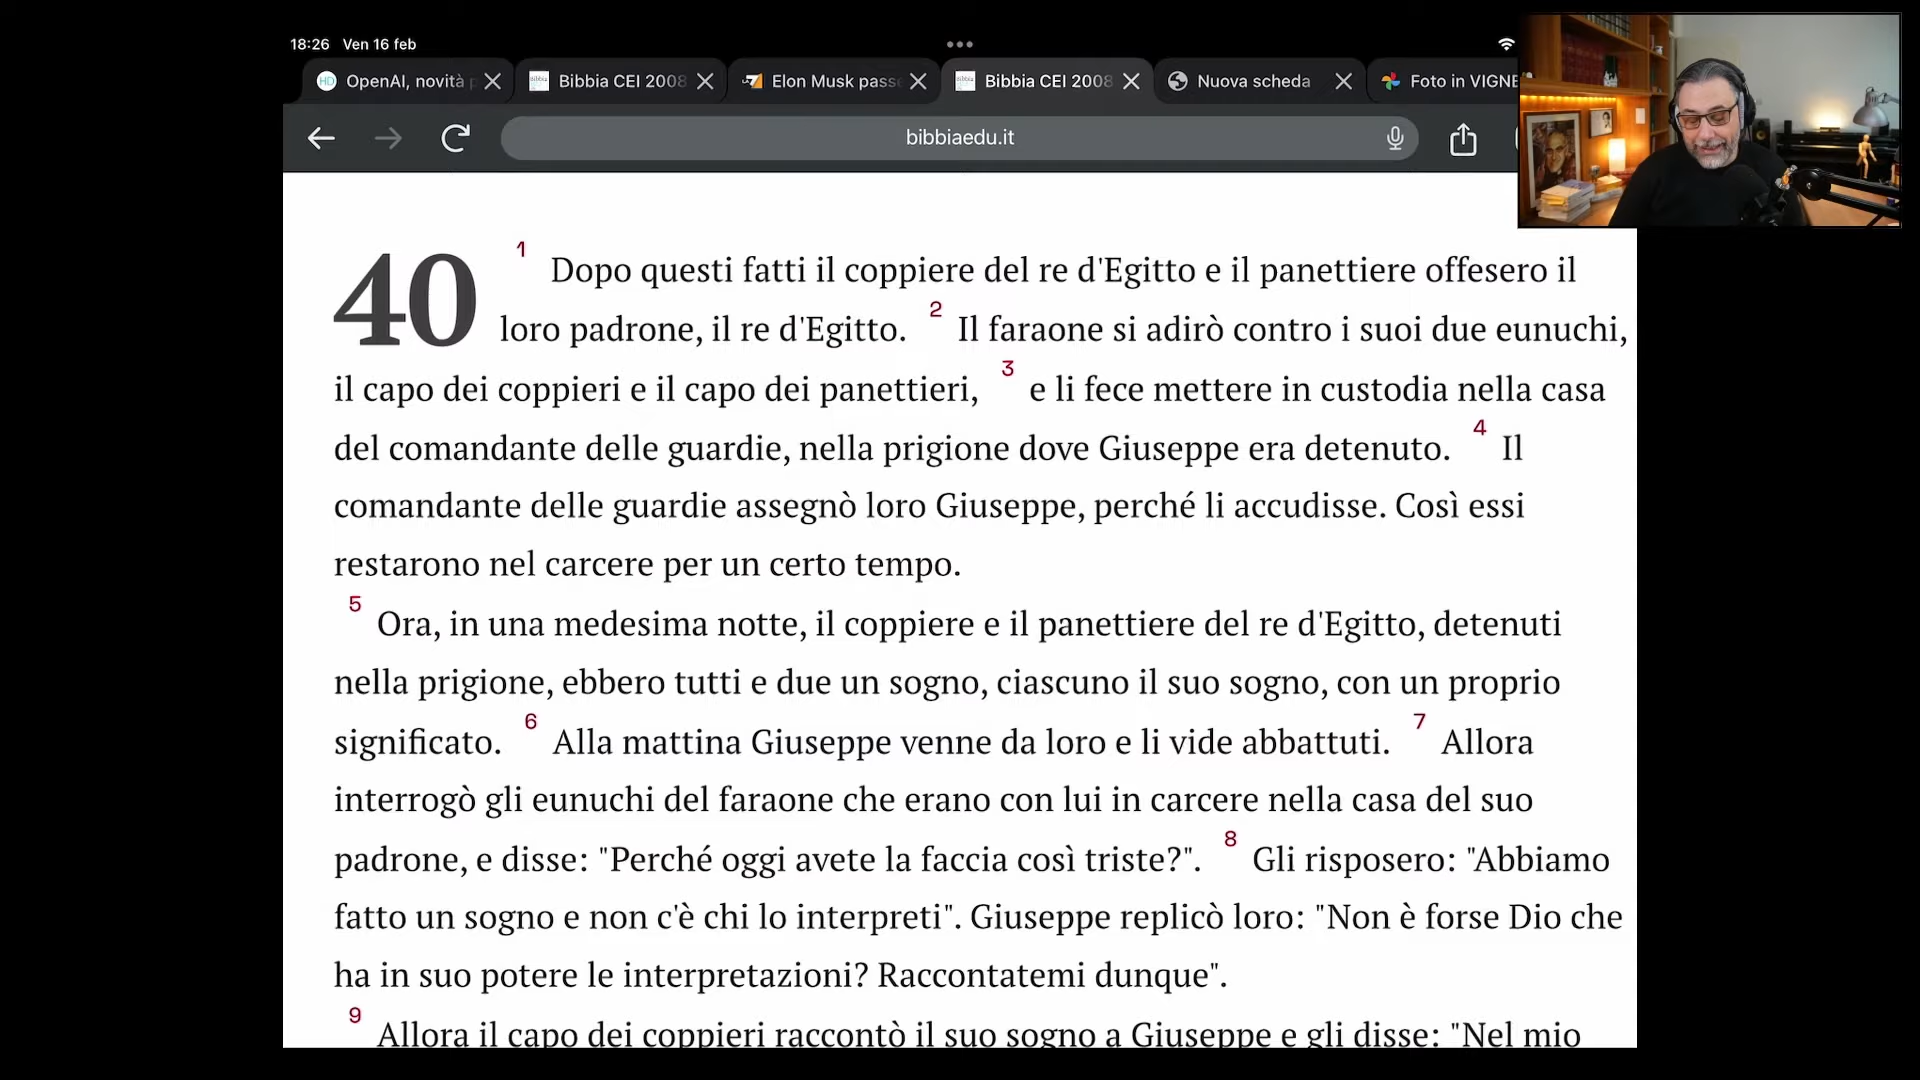 18:26 Ven 16 feb
HD OpenAI, novità p
Bibbia CEI 2008
Elon Musk passe
Bibbia CEI 2008
Nuova scheda
Foto in VIGNE
bibbiaedu.it
40 1 Dopo questi fatti il coppiere del re d'Egitto e il panettiere offesero il
loro padrone, il re d'Egitto. 2 Il faraone si adirò contro i suoi due eunuchi,
il capo dei coppieri e il capo dei panettieri, 3 e li fece mettere in custodia nella casa
del comandante delle guardie, nella prigione dove Giuseppe era detenuto. 4 Il
comandante delle guardie assegnò loro Giuseppe, perché li accudisse. Così essi
restarono nel carcere per un certo tempo.
5 Ora, in una medesima notte, il coppiere e il panettiere del re d'Egitto, detenuti
nella prigione, ebbero tutti e due un sogno, ciascuno il suo sogno, con un proprio
significato. 6 Alla mattina Giuseppe venne da loro e li vide abbattuti. 7 Allora
interrogò gli eunuchi del faraone che erano con lui in carcere nella casa del suo
padrone, e disse: "Perché oggi avete la faccia così triste?". 8 Gli risposero: "Abbiamo
fatto un sogno e non c'è chi lo interpreti". Giuseppe replicò loro: "Non è forse Dio che
ha in suo potere le interpretazioni? Raccontatemi dunque".
9 Allora il capo dei coppieri raccontò il suo sogno a Giuseppe e gli disse: "Nel mio